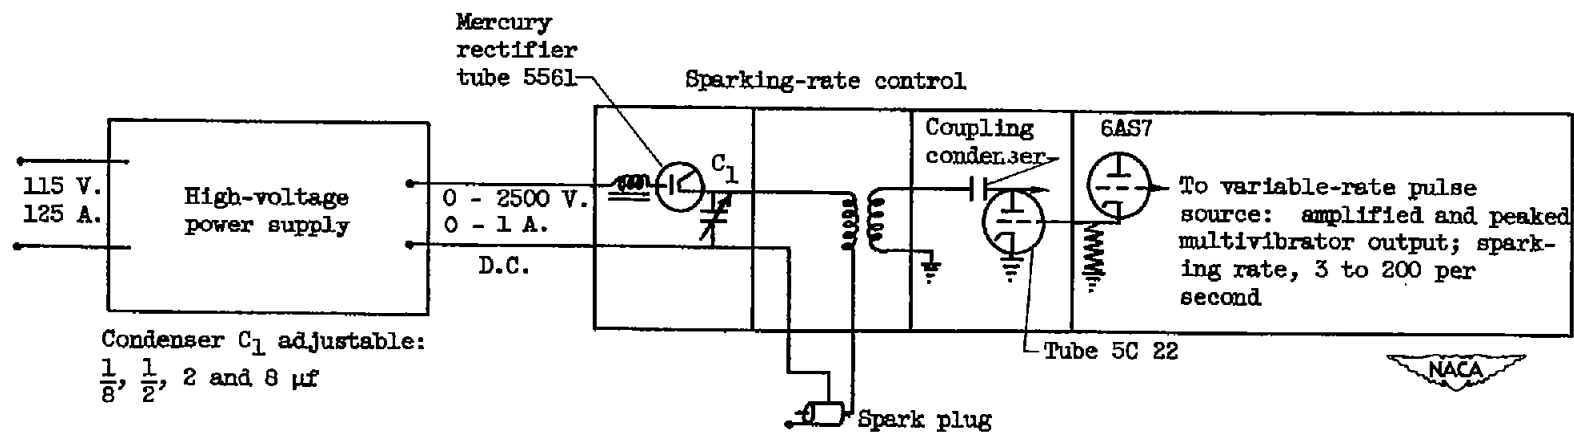 Mercury
rectifier
tube 5561
Sparking-rate control
115 V.
125 A.
High-voltage
power supply
0 - 2500 V.
0 - 1 A.
D.C.
C₁
Coupling
condenser
6AS7
To variable-rate pulse
source: amplified and peaked
multivibrator output; spark-
ing rate, 3 to 200 per
second
Tube 5C 22
Condenser C₁ adjustable:
1/8, 1/2, 2 and 8 μf
Spark plug
NACA